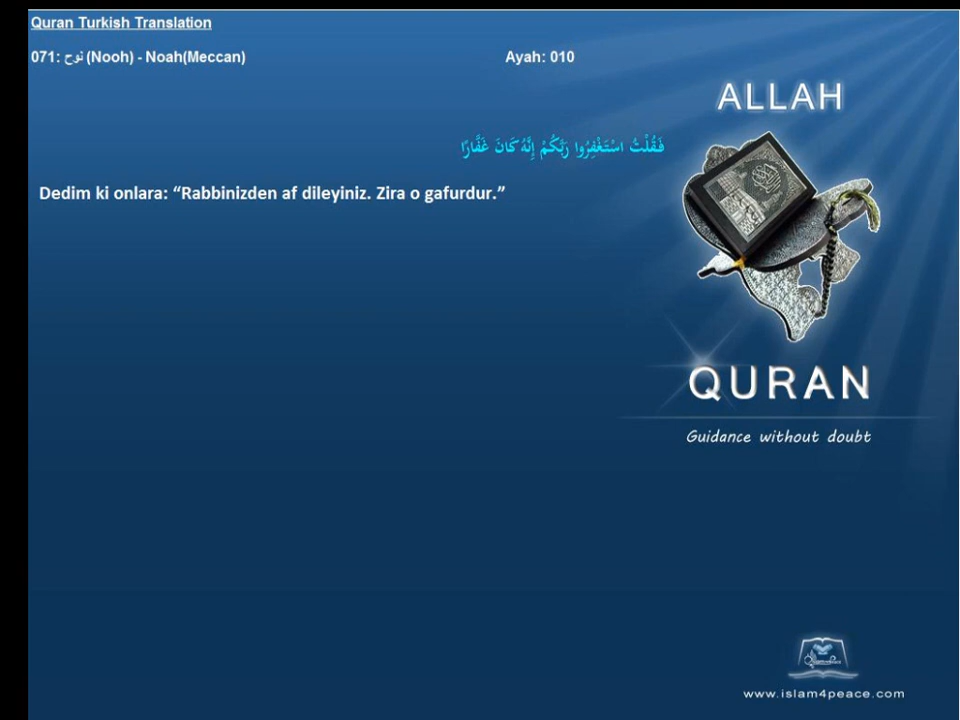 Quran Turkish Translation
071: نوح (Nooh) - Noah(Meccan) Ayah: 010
ALLAH
فَقُلْتُ اسْتَغْفِرُوا رَبَّكُمْ إِنَّهُ كَانَ غَفَّارًا
Dedim ki onlara: “Rabbinizden af dileyiniz. Zira o gafurdur.”
QURAN
Guidance without doubt
www.islam4peace.com